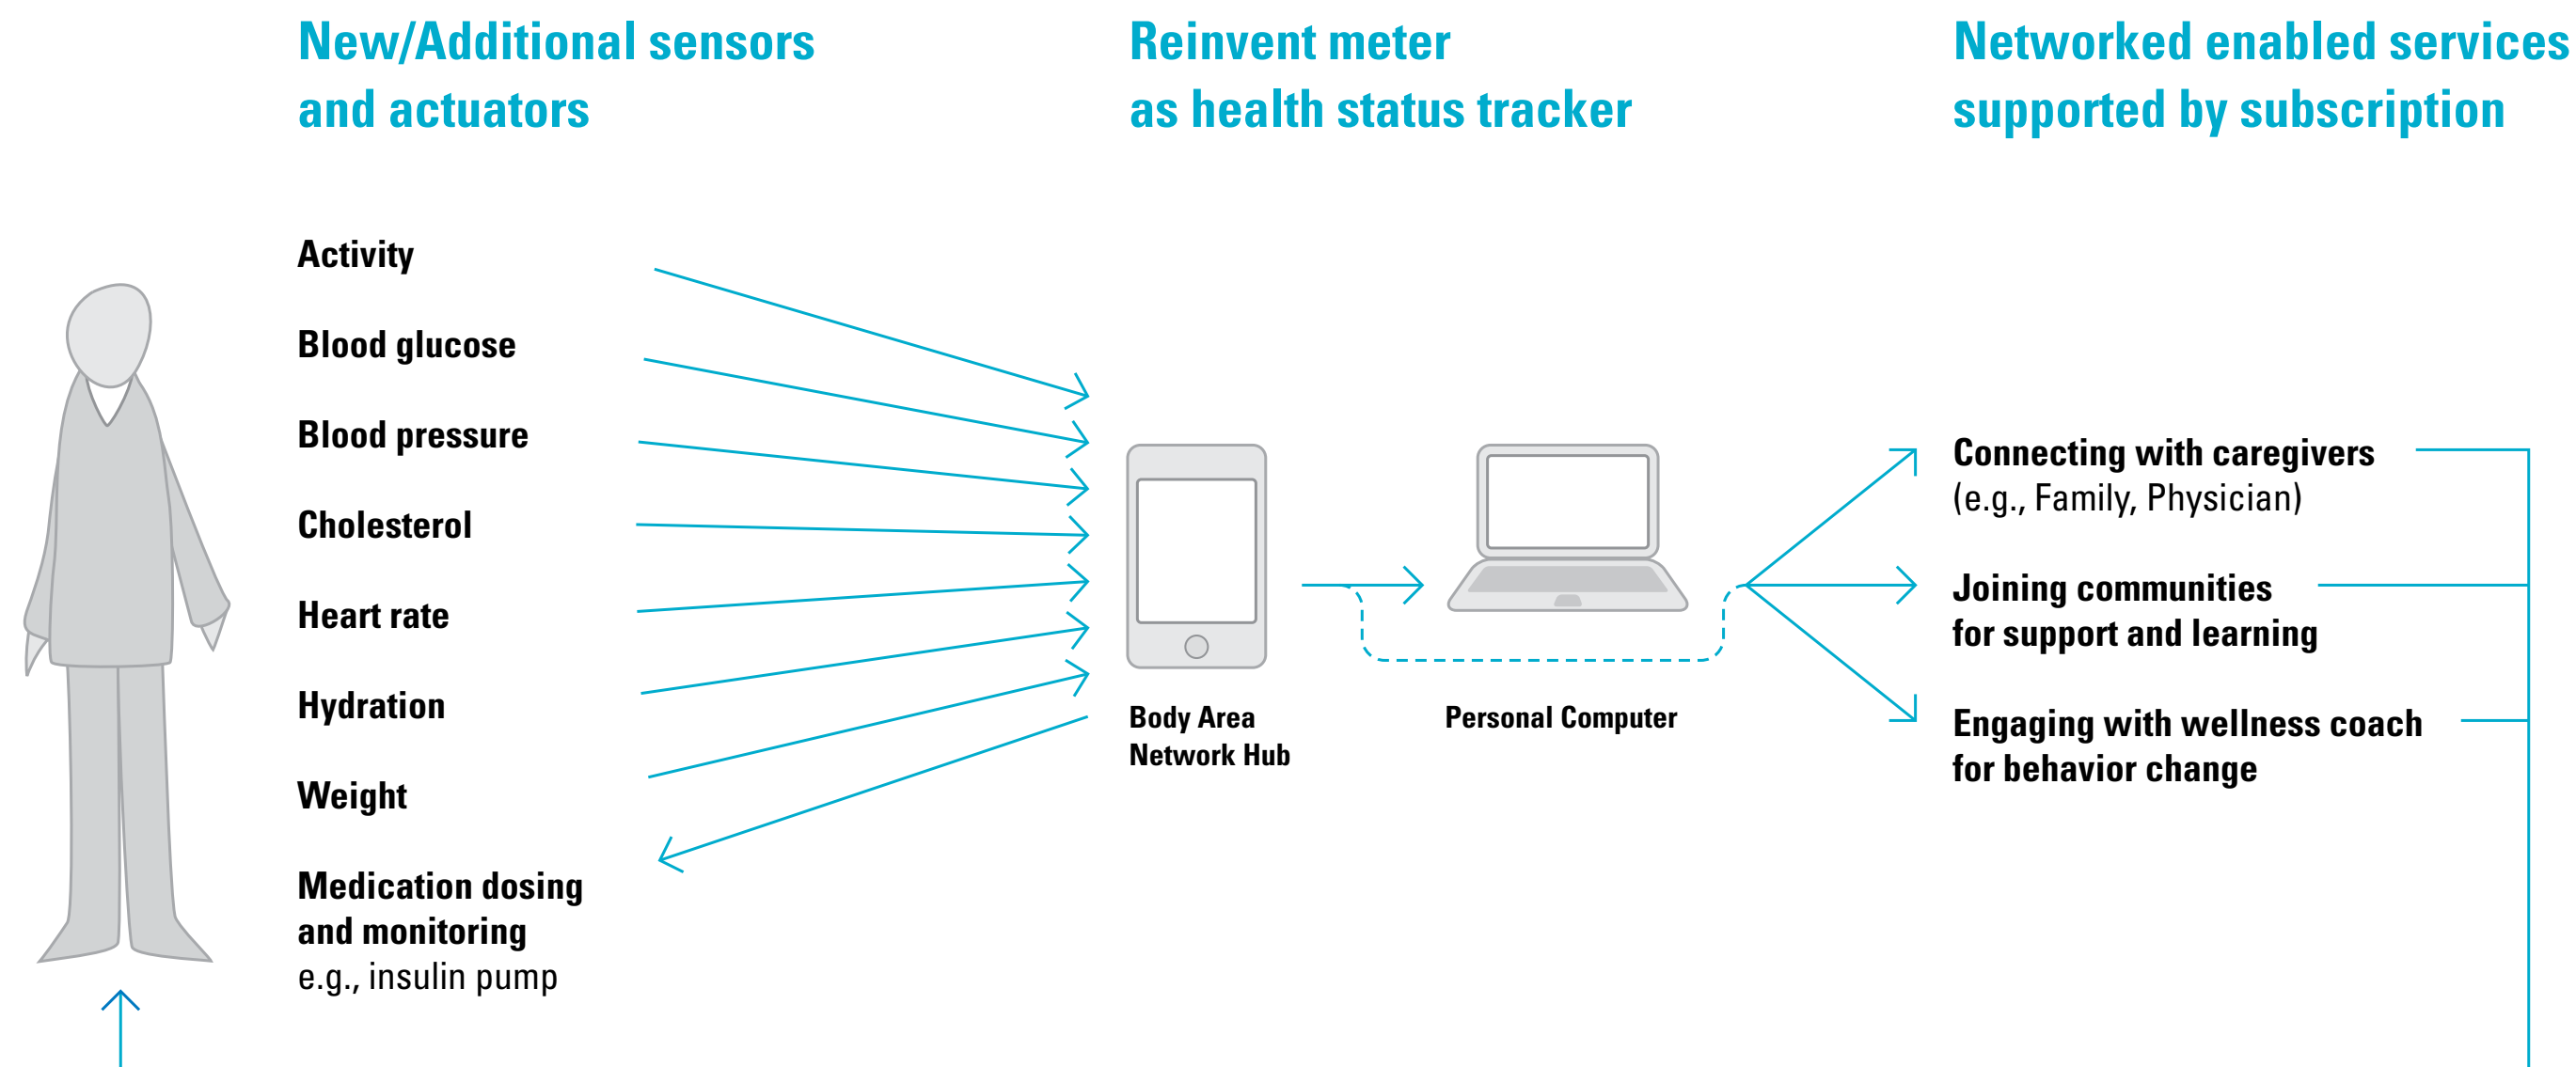 New/Additional sensors
and actuators
Reinvent meter
as health status tracker
Networked enabled services
supported by subscription
Activity
Blood glucose
Blood pressure
Cholesterol
Heart rate
Hydration
Weight
Medication dosing
and monitoring
e.g., insulin pump
Body Area
Network Hub
Personal Computer
Connecting with caregivers
(e.g., Family, Physician)
Joining communities
for support and learning
Engaging with wellness coach
for behavior change